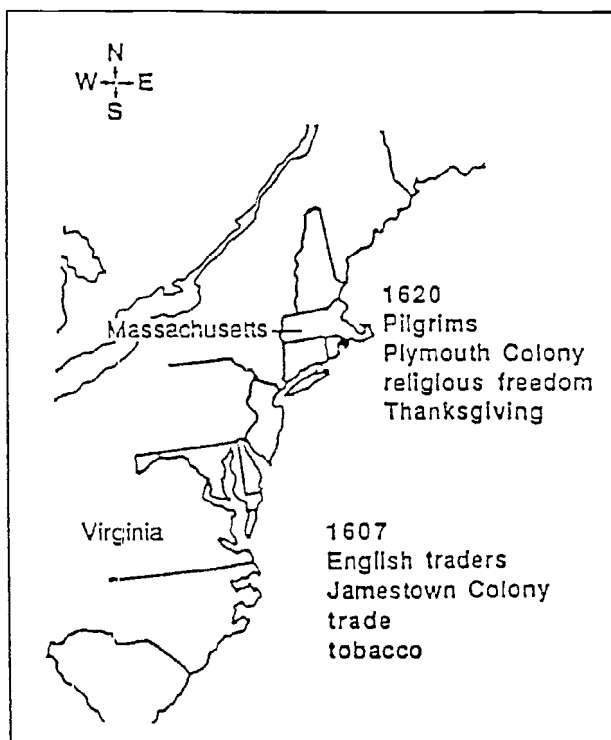 N
W E
S
Massachusetts
1620
Pilgrims
Plymouth Colony
religious freedom
Thanksgiving
Virginia
1607
English traders
Jamestown Colony
trade
tobacco